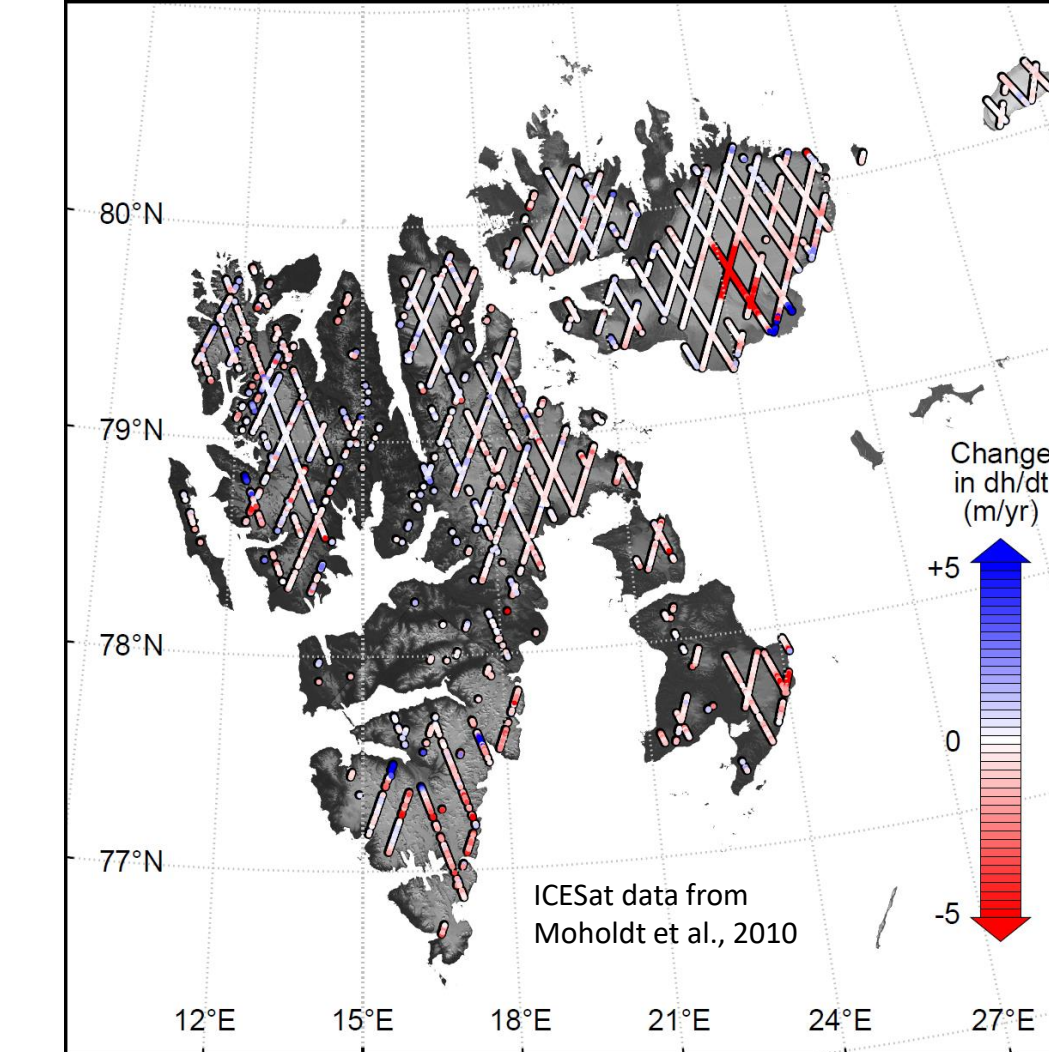 80°N
79°N
78°N
77°N
Change
in dh/dt
(m/yr)
+5
0
-5
ICESat data from
Moholdt et al., 2010
12°E
15°E
18°E
21°E
24°E
27°E